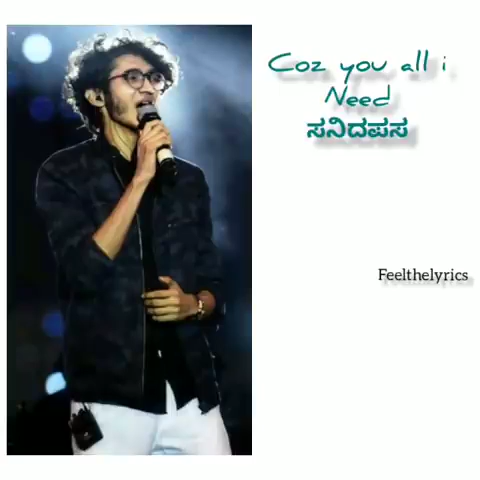 Coz you all i
Need
ಸನಿದಪಸ
Feelthelyrics